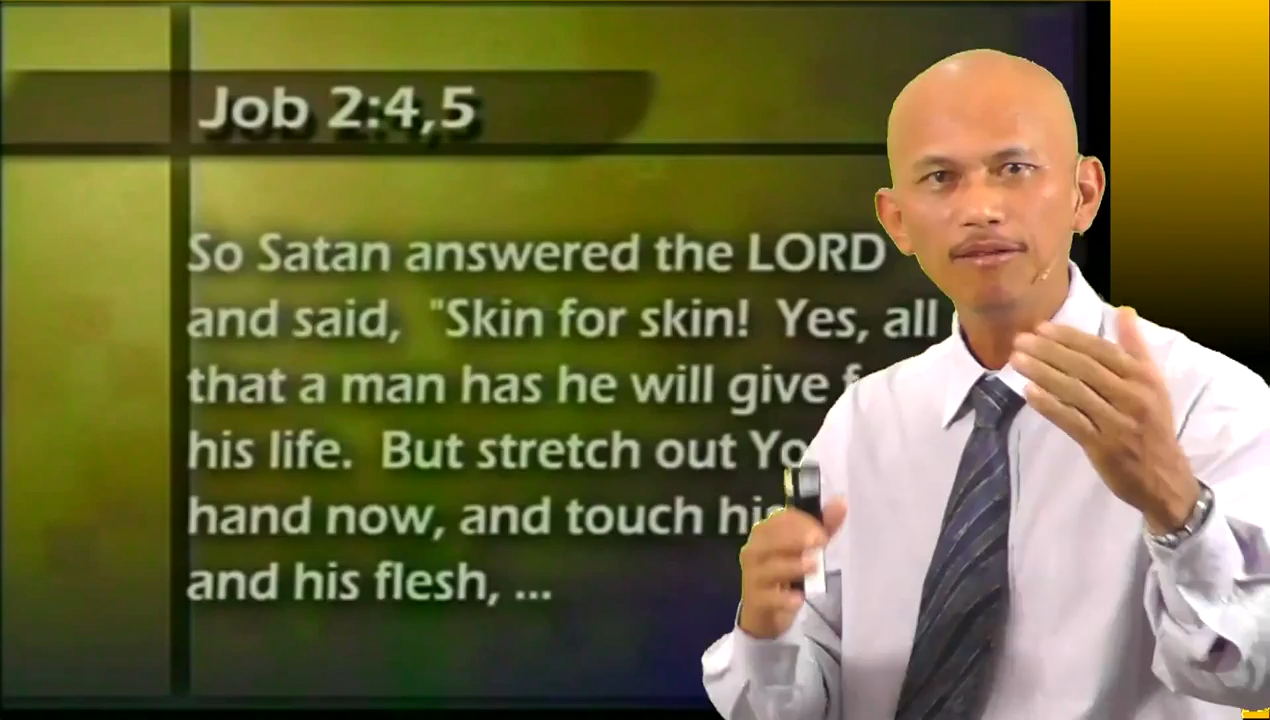 Job 2:4,5
So Satan answered the LORD
and said, "Skin for skin! Yes, all
that a man has he will give
his life. But stretch out
hand now, and touch
and his flesh, ...